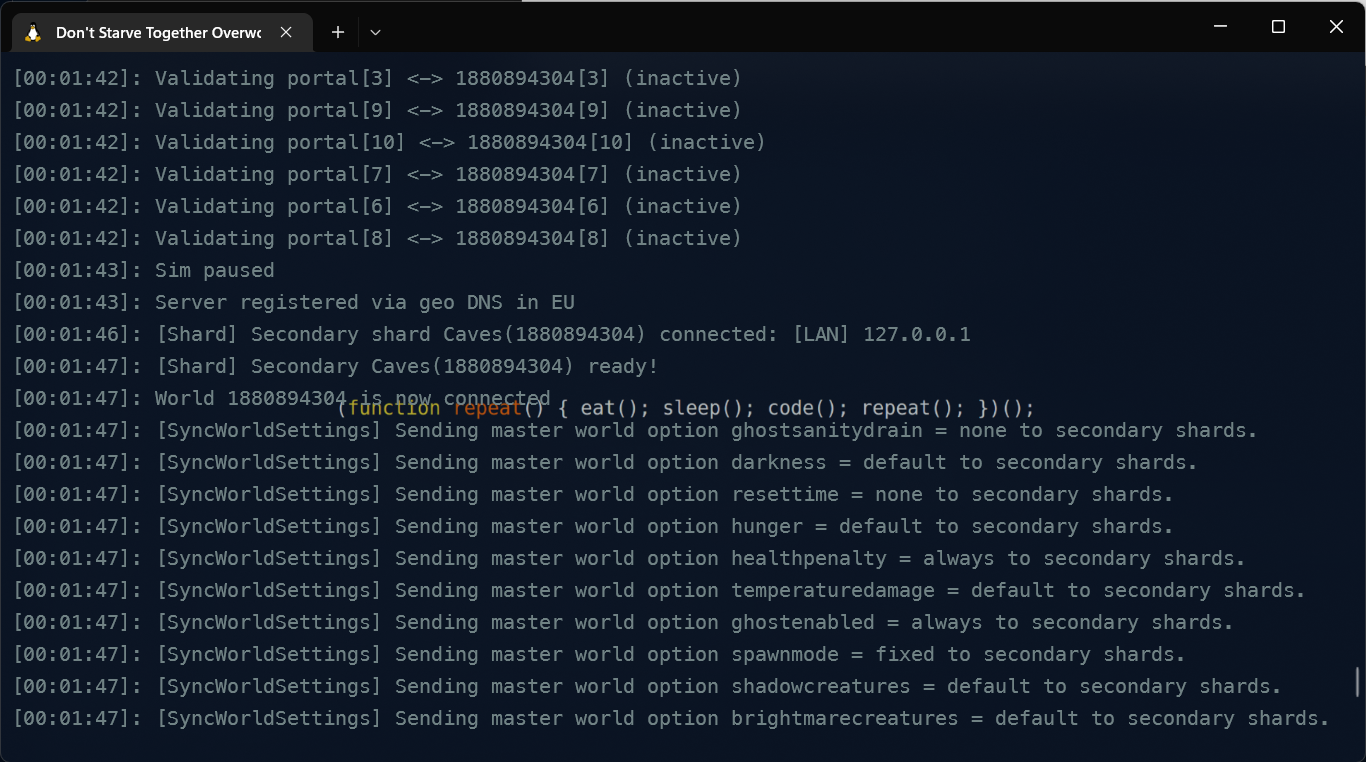 Don't Starve Together Overwo
[00:01:42]: Validating portal[3] <-> 1880894304[3] (inactive)
[00:01:42]: Validating portal[9] <-> 1880894304[9] (inactive)
[00:01:42]: Validating portal[10] <-> 1880894304[10] (inactive)
[00:01:42]: Validating portal[7] <-> 1880894304[7] (inactive)
[00:01:42]: Validating portal[6] <-> 1880894304[6] (inactive)
[00:01:42]: Validating portal[8] <-> 1880894304[8] (inactive)
[00:01:43]: Sim paused
[00:01:43]: Server registered via geo DNS in EU
[00:01:46]: [Shard] Secondary shard Caves(1880894304) connected: [LAN] 127.0.0.1
[00:01:47]: [Shard] Secondary Caves(1880894304) ready!
[00:01:47]: World 1880894304 is now connected
(function repeat() { eat(); sleep(); code(); repeat(); })();
[00:01:47]: [SyncWorldSettings] Sending master world option ghostsanitydrain = none to secondary shards.
[00:01:47]: [SyncWorldSettings] Sending master world option darkness = default to secondary shards.
[00:01:47]: [SyncWorldSettings] Sending master world option resettime = none to secondary shards.
[00:01:47]: [SyncWorldSettings] Sending master world option hunger = default to secondary shards.
[00:01:47]: [SyncWorldSettings] Sending master world option healthpenalty = always to secondary shards.
[00:01:47]: [SyncWorldSettings] Sending master world option temperaturedamage = default to secondary shards.
[00:01:47]: [SyncWorldSettings] Sending master world option ghostenabled = always to secondary shards.
[00:01:47]: [SyncWorldSettings] Sending master world option spawnmode = fixed to secondary shards.
[00:01:47]: [SyncWorldSettings] Sending master world option shadowcreatures = default to secondary shards.
[00:01:47]: [SyncWorldSettings] Sending master world option brightmarecreatures = default to secondary shards.